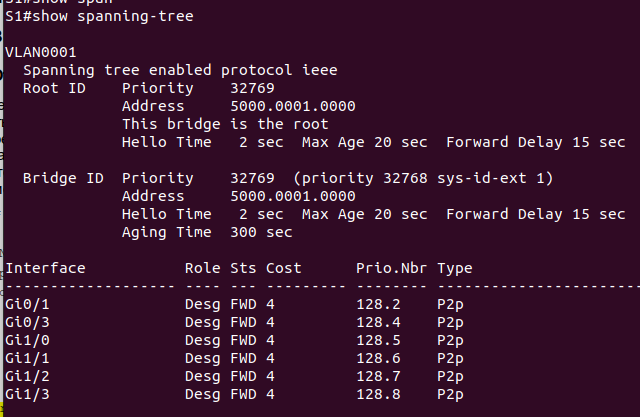 S1#show span
S1#show spanning-tree
VLAN0001
  Spanning tree enabled protocol ieee
  Root ID    Priority    32769
             Address     5000.0001.0000
             This bridge is the root
             Hello Time   2 sec  Max Age 20 sec  Forward Delay 15 sec
  Bridge ID  Priority    32769  (priority 32768 sys-id-ext 1)
             Address     5000.0001.0000
             Hello Time   2 sec  Max Age 20 sec  Forward Delay 15 sec
             Aging Time  300 sec
Interface           Role Sts Cost      Prio.Nbr Type
------------------- ---- --- --------- -------- -----------------------
Gi0/1               Desg FWD 4         128.2    P2p
Gi0/3               Desg FWD 4         128.4    P2p
Gi1/0               Desg FWD 4         128.5    P2p
Gi1/1               Desg FWD 4         128.6    P2p
Gi1/2               Desg FWD 4         128.7    P2p
Gi1/3               Desg FWD 4         128.8    P2p